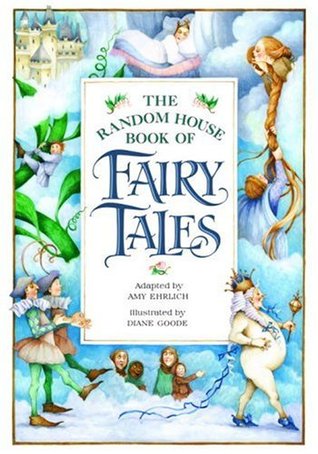 THE
RANDOM HOUSE
BOOK OF
FAIRY
TALES
Adapted by
AMY EHRLICH
Illustrated by
DIANE GOODE